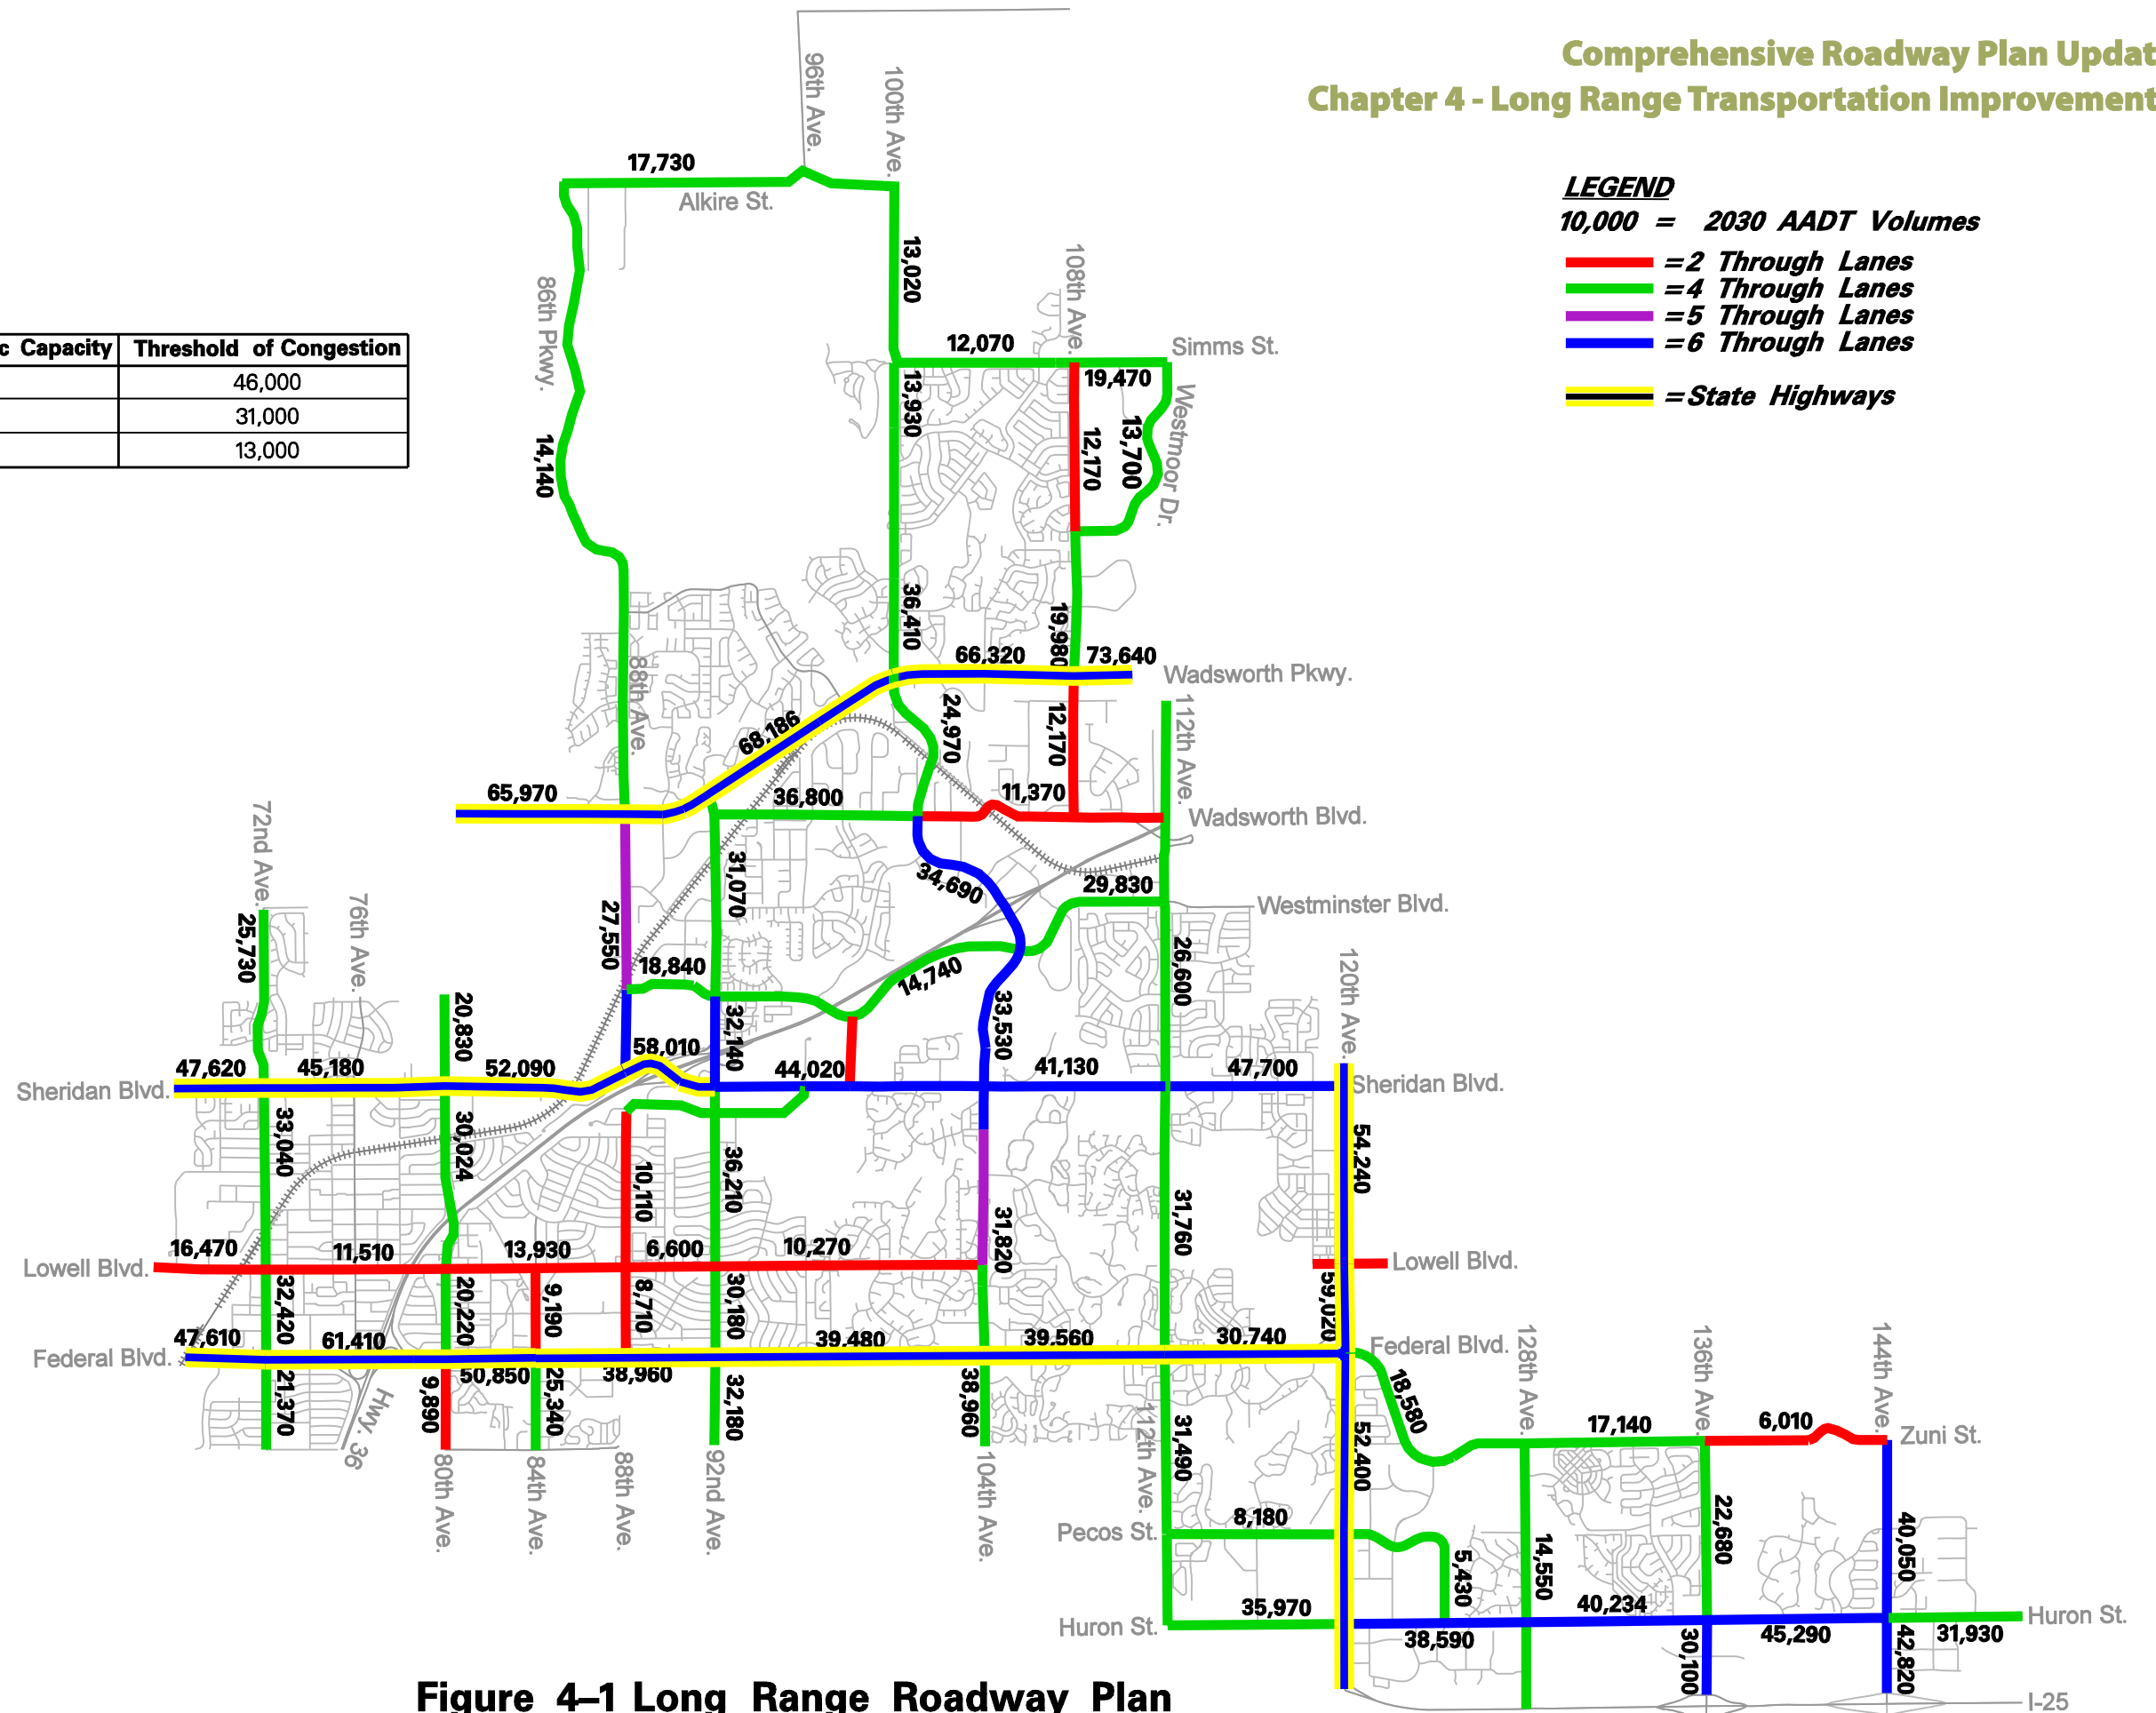 Comprehensive Roadway Plan Updat
Chapter 4 - Long Range Transportation Improvement
LEGEND
10,000 = 2030 AADT Volumes
=2 Through Lanes
=4 Through Lanes
=5 Through Lanes
=6 Through Lanes
=State Highways
c Capacity Threshold of Congestion
46,000
31,000
13,000
96th Ave.
100th Ave.
17,730
Alkire St.
13,020
86th Pkwy.
108th Ave.
12,070
Simms St.
19,470
13,930
Westmoor Dr.
12,170
13,700
14,140
36,410
19,980
66,320
73,640
Wadsworth Pkwy.
88th Ave.
68,186
24,970
12,170
112th Ave.
65,970
36,800
11,370
Wadsworth Blvd.
72nd Ave.
31,070
34,690
29,830
Westminster Blvd.
76th Ave.
25,730
27,550
18,840
14,740
26,600
120th Ave.
20,830
32,140
33,530
47,620
45,180
52,090
58,010
44,020
41,130
47,700
Sheridan Blvd.
Sheridan Blvd.
33,040
30,024
10,110
36,210
31,760
54,240
16,470
11,510
13,930
6,600
10,270
31,820
Lowell Blvd.
Lowell Blvd.
32,420
20,220
9,190
8,710
30,180
59,020
47,610
61,410
39,480
39,560
30,740
Federal Blvd.
Federal Blvd.
50,850
38,960
21,370
9,890
25,340
32,180
38,960
18,580
128th Ave.
136th Ave.
144th Ave.
Hwy. 36
112th Ave.
31,490
52,400
17,140
6,010
Zuni St.
80th Ave.
84th Ave.
88th Ave.
92nd Ave.
104th Ave.
8,180
Pecos St.
5,430
14,550
22,680
40,050
35,970
40,234
Huron St.
Huron St.
38,590
30,100
45,290
42,820
31,930
I-25
Figure 4–1 Long Range Roadway Plan